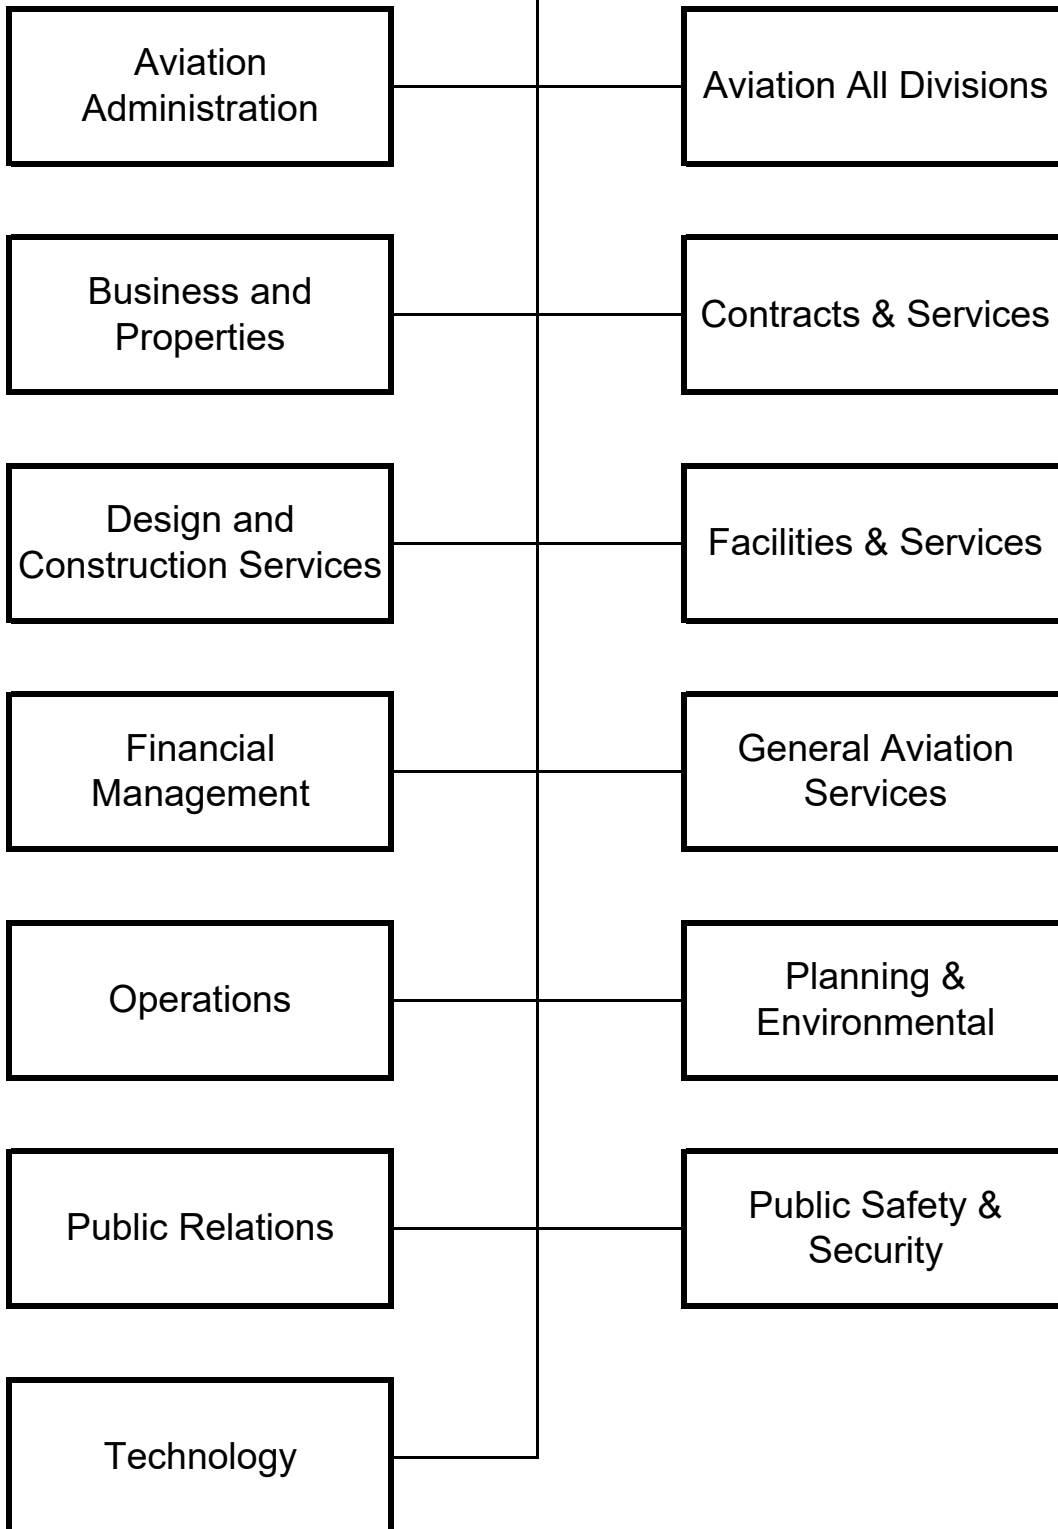 Aviation
Administration
Aviation All Divisions
Business and
Properties
Contracts & Services
Design and
Construction Services
Facilities & Services
Financial
Management
General Aviation
Services
Operations
Planning &
Environmental
Public Relations
Public Safety &
Security
Technology